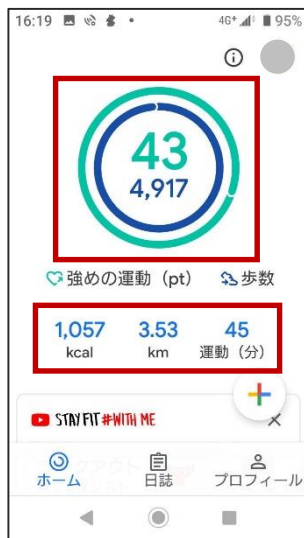 16:19 4G+ 95%
43
4,917
強めの運動（pt） 歩数
1,057 3.53 45
kcal km 運動（分）
STAY FIT #WITH ME
ホーム 日誌 プロフィール